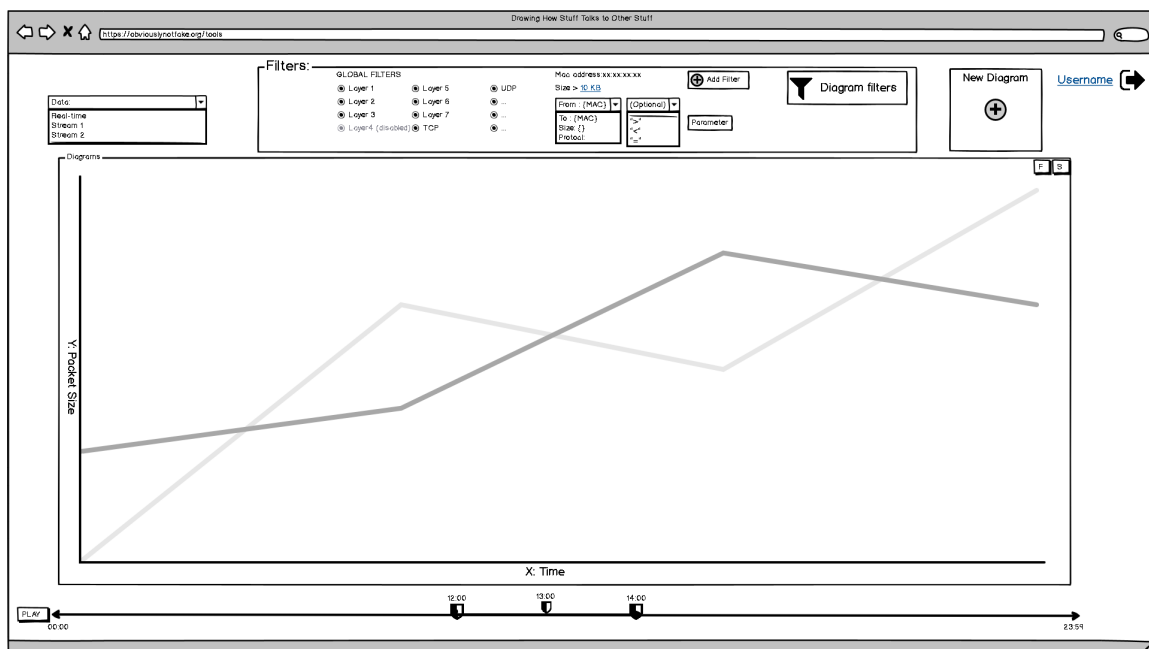 Drawing How Stuff Talks to Other Stuff
https://obviouslynotfake.org/tools
Filters:
GLOBAL FILTERS
Layer 1
Layer 2
Layer 3
Layer4 (disabled)
Layer 5
Layer 6
Layer 7
TCP
UDP
...
...
...
Mac address:xx:xx:xx:xx
Size > 10 KB
From : {MAC}
To : {MAC}
Size: {}
Protocl:
(Optional)
">"
"<"
"="
Add Filter
Parameter
Diagram filters
New Diagram
Username
Data:
Real-time
Stream 1
Stream 2
Diagrams
F
S
Y: Packet Size
X: Time
PLAY
00:00
12:00
13:00
14:00
23:59